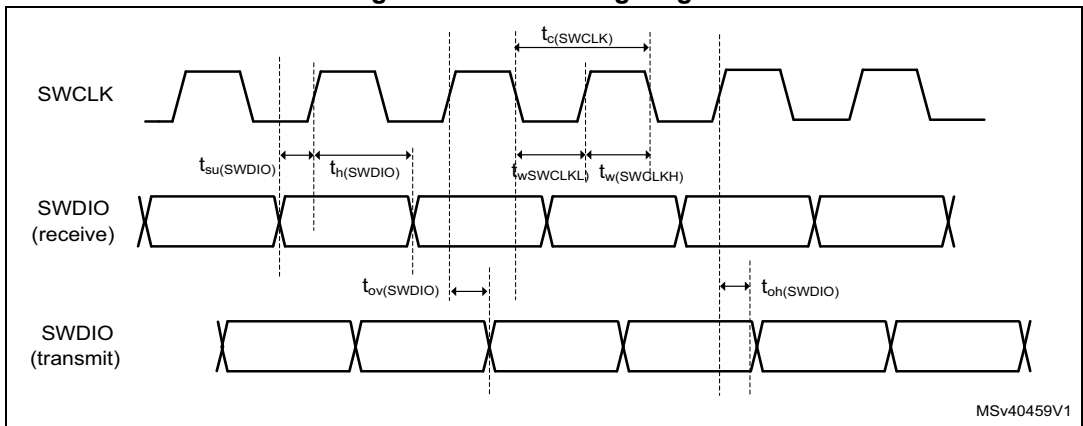 tc(SWCLK)
SWCLK
tsu(SWDIO) th(SWDIO) twSWCLKL) tw(SWCLKH)
SWDIO
(receive)
tov(SWDIO) toh(SWDIO)
SWDIO
(transmit)
MSv40459V1